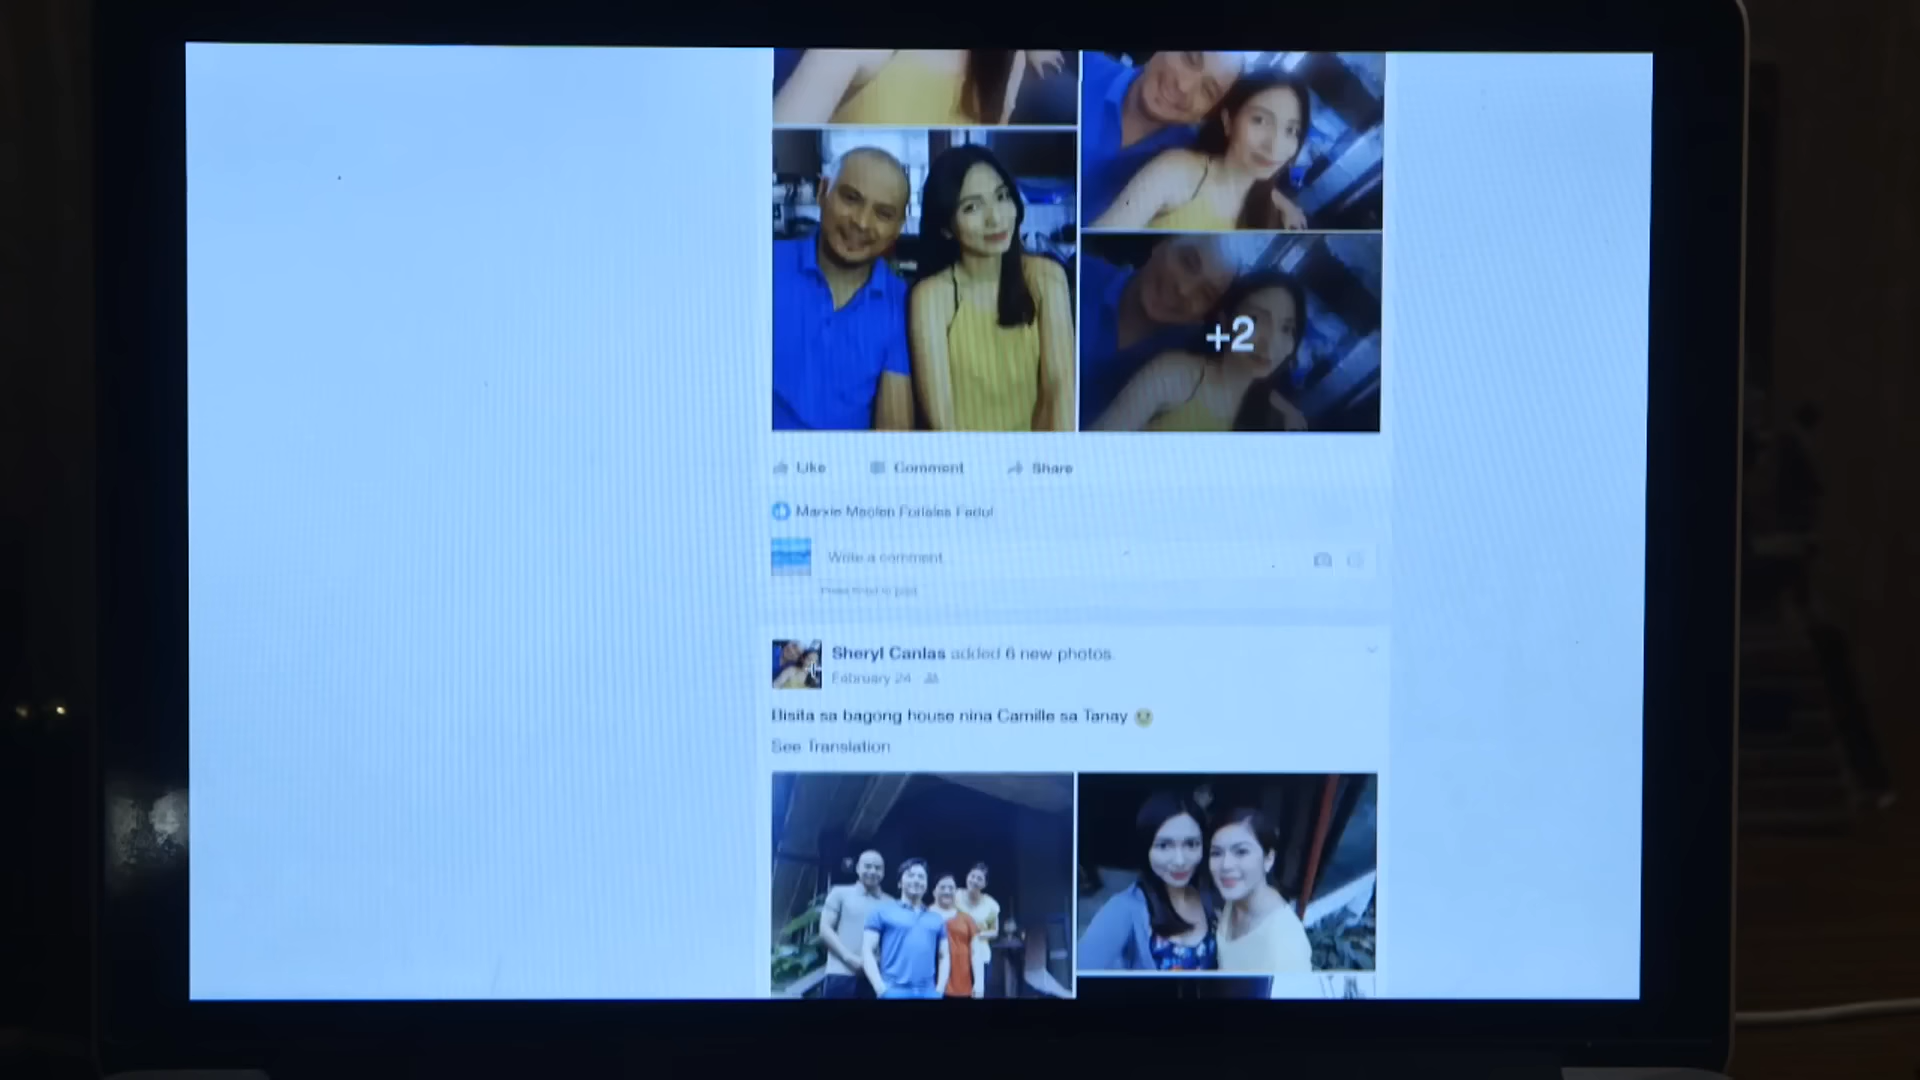 +2
Like Comment Share
Write a comment...
Sheryl Canlas added 6 new photos.
February 24
Bisita sa bagong house nina Camille sa Tanay
See Translation